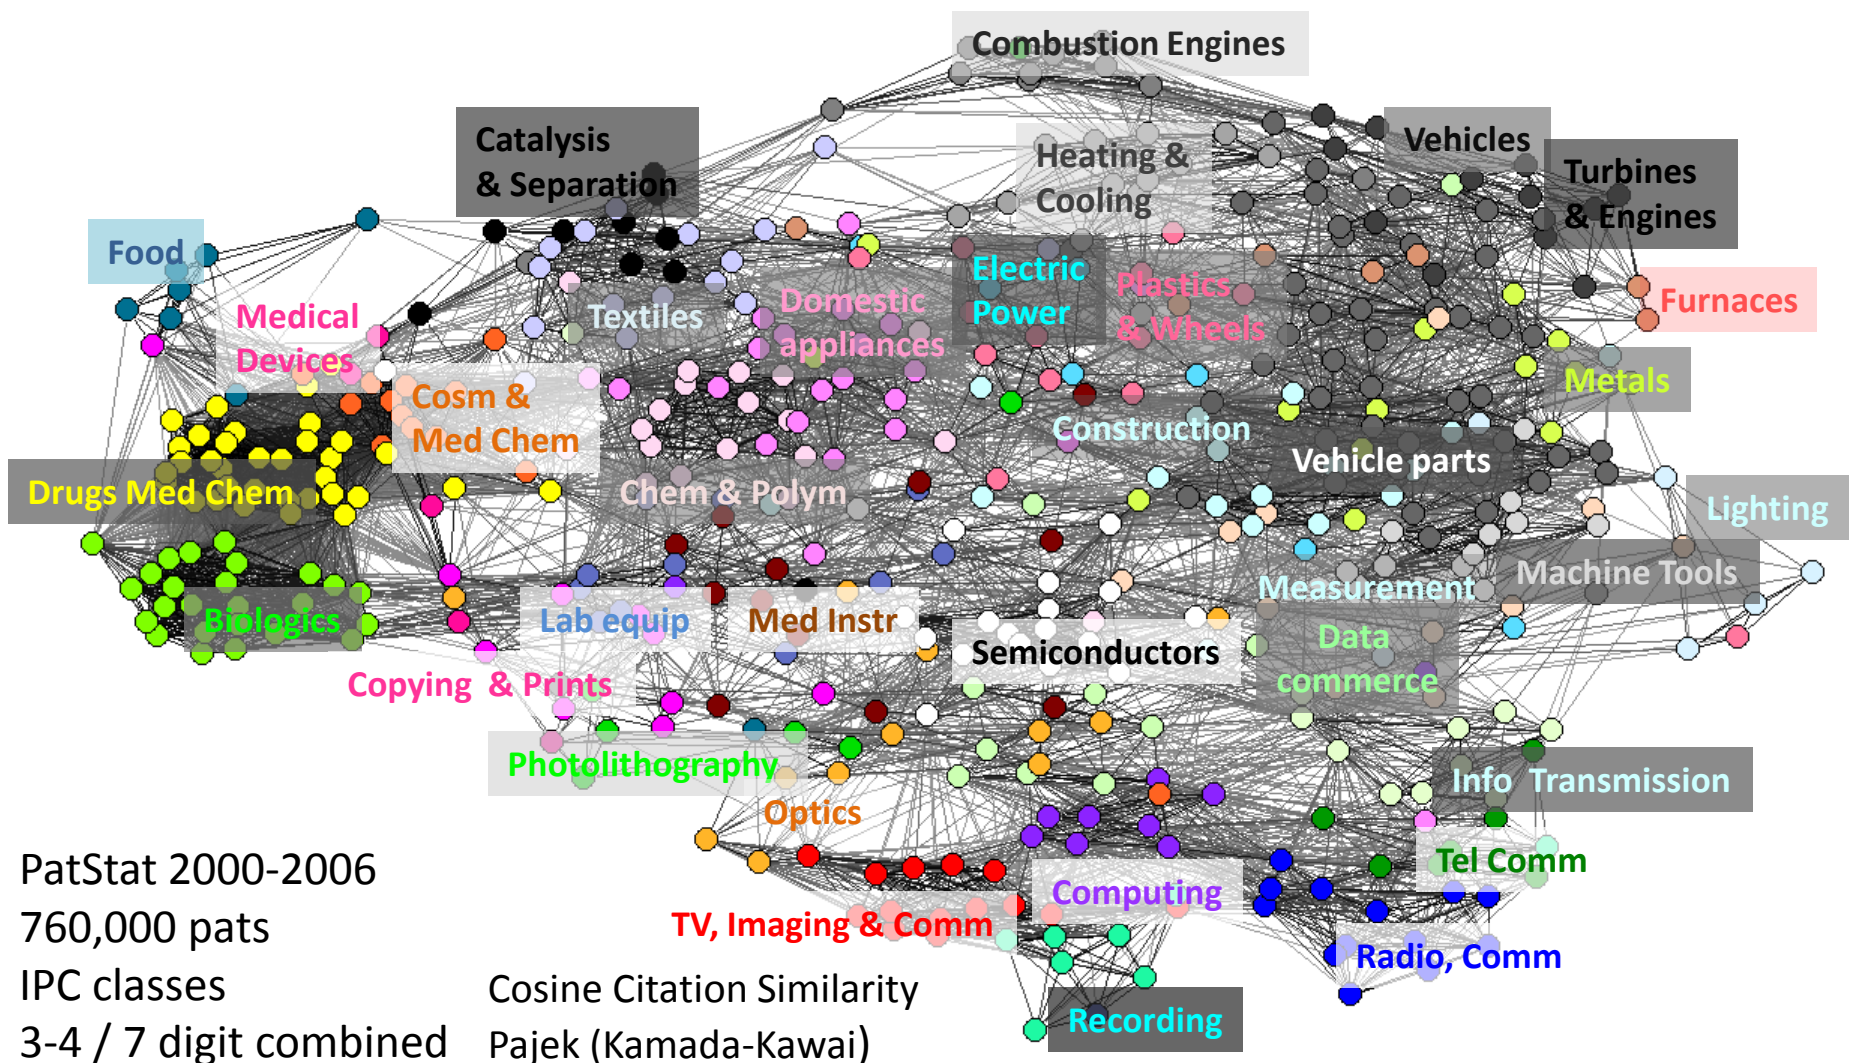 Combustion Engines
Catalysis
& Separation
Heating &
Cooling
Vehicles
Turbines
& Engines
Food
Medical
Devices
Textiles
Domestic
appliances
Electric
Power
Plastics
& Wheels
Furnaces
Metals
Cosm &
Med Chem
Construction
Vehicle parts
Drugs Med Chem
Chem & Polym
Lighting
Machine Tools
Measurement
Biologics
Lab equip
Med Instr
Semiconductors
Data
commerce
Copying & Prints
Photolithography
Info Transmission
Optics
Tel Comm
Computing
TV, Imaging & Comm
Radio, Comm
Recording
PatStat 2000-2006
760,000 pats
IPC classes
3-4 / 7 digit combined
Cosine Citation Similarity
Pajek (Kamada-Kawai)